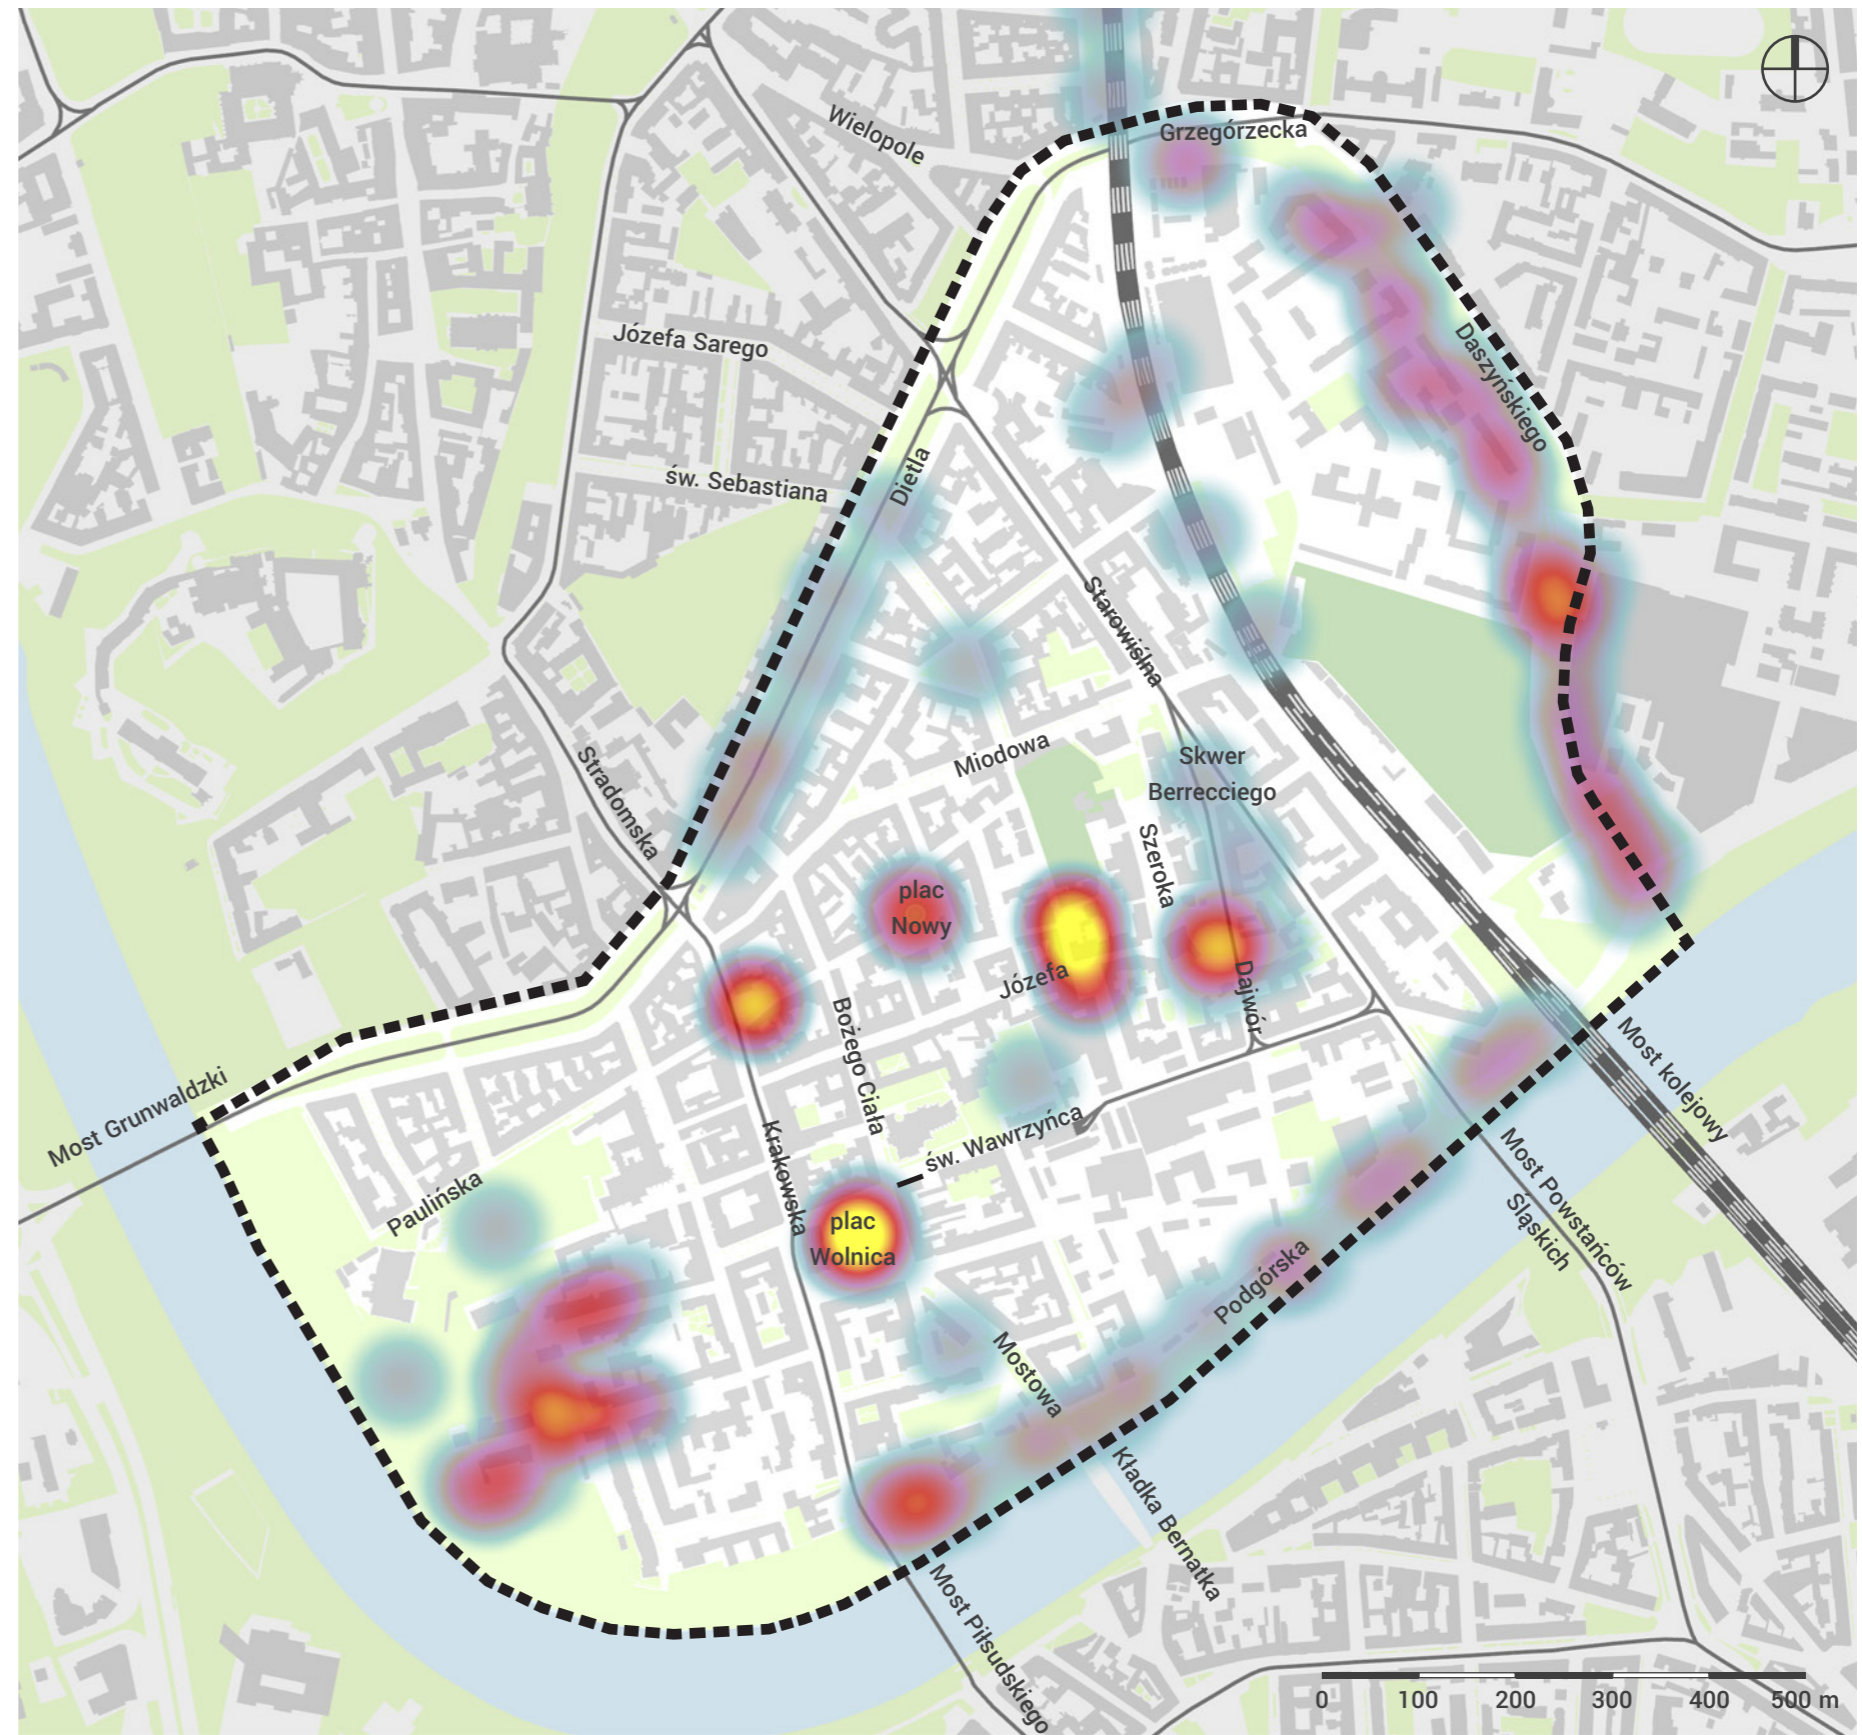 Grzegórzecka
Wielopole
Józefa Sarego
Daszyńskiego
Dietla
św. Sebastiana
Starowiślna
Miodowa
Skwer
Berrecciego
Stradomska
Szeroka
plac
Nowy
Józefa
Dajwór
Bożego Ciała
Most kolejowy
Most Grunwaldzki
św. Wawrzyńca
Krakowska
Most Powstańców
Śląskich
Paulińska
plac
Wolnica
Podgórska
Mostowa
Kładka Bernatka
Most Piłsudskiego
0 100 200 300 400 500 m